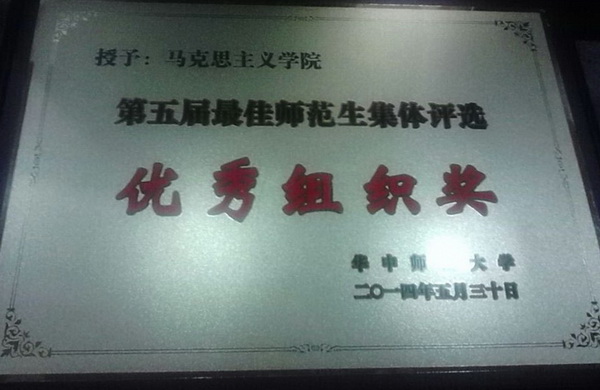 授予：马克思主义学院
第五届最佳师范生集体评选
优秀组织奖
华中师 大学
二〇一四年五月三十日